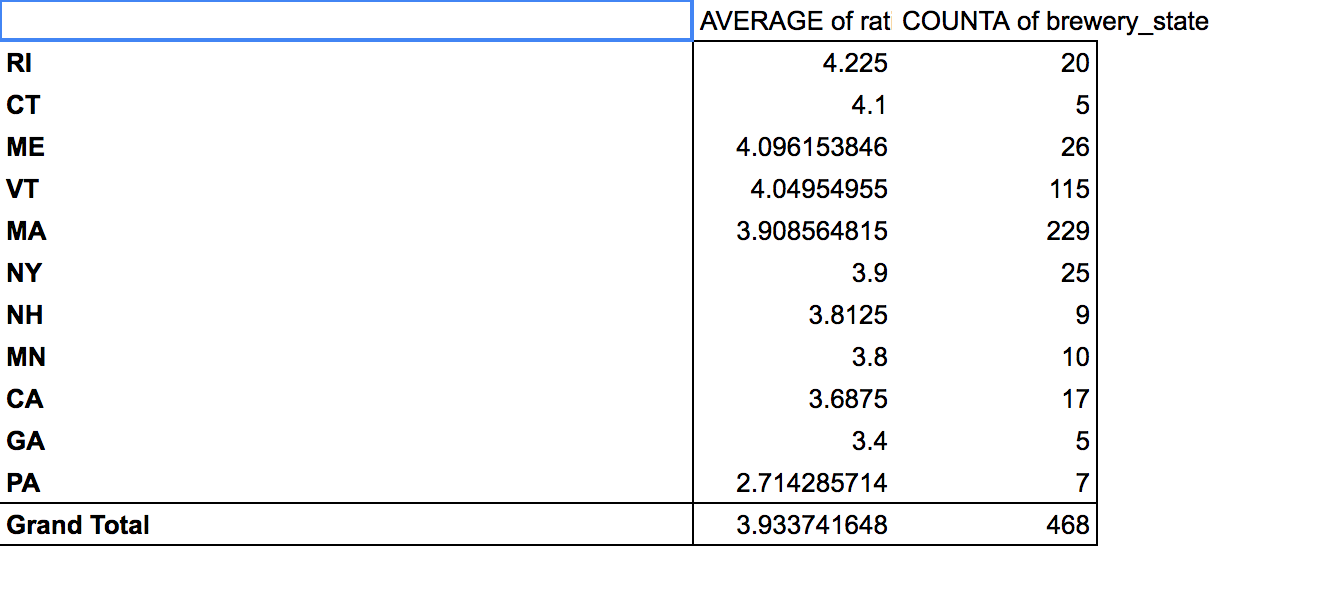 AVERAGE of rati COUNTA of brewery_state
RI 4.225 20
CT 4.1 5
ME 4.096153846 26
VT 4.04954955 115
MA 3.908564815 229
NY 3.9 25
NH 3.8125 9
MN 3.8 10
CA 3.6875 17
GA 3.4 5
PA 2.714285714 7
Grand Total 3.933741648 468